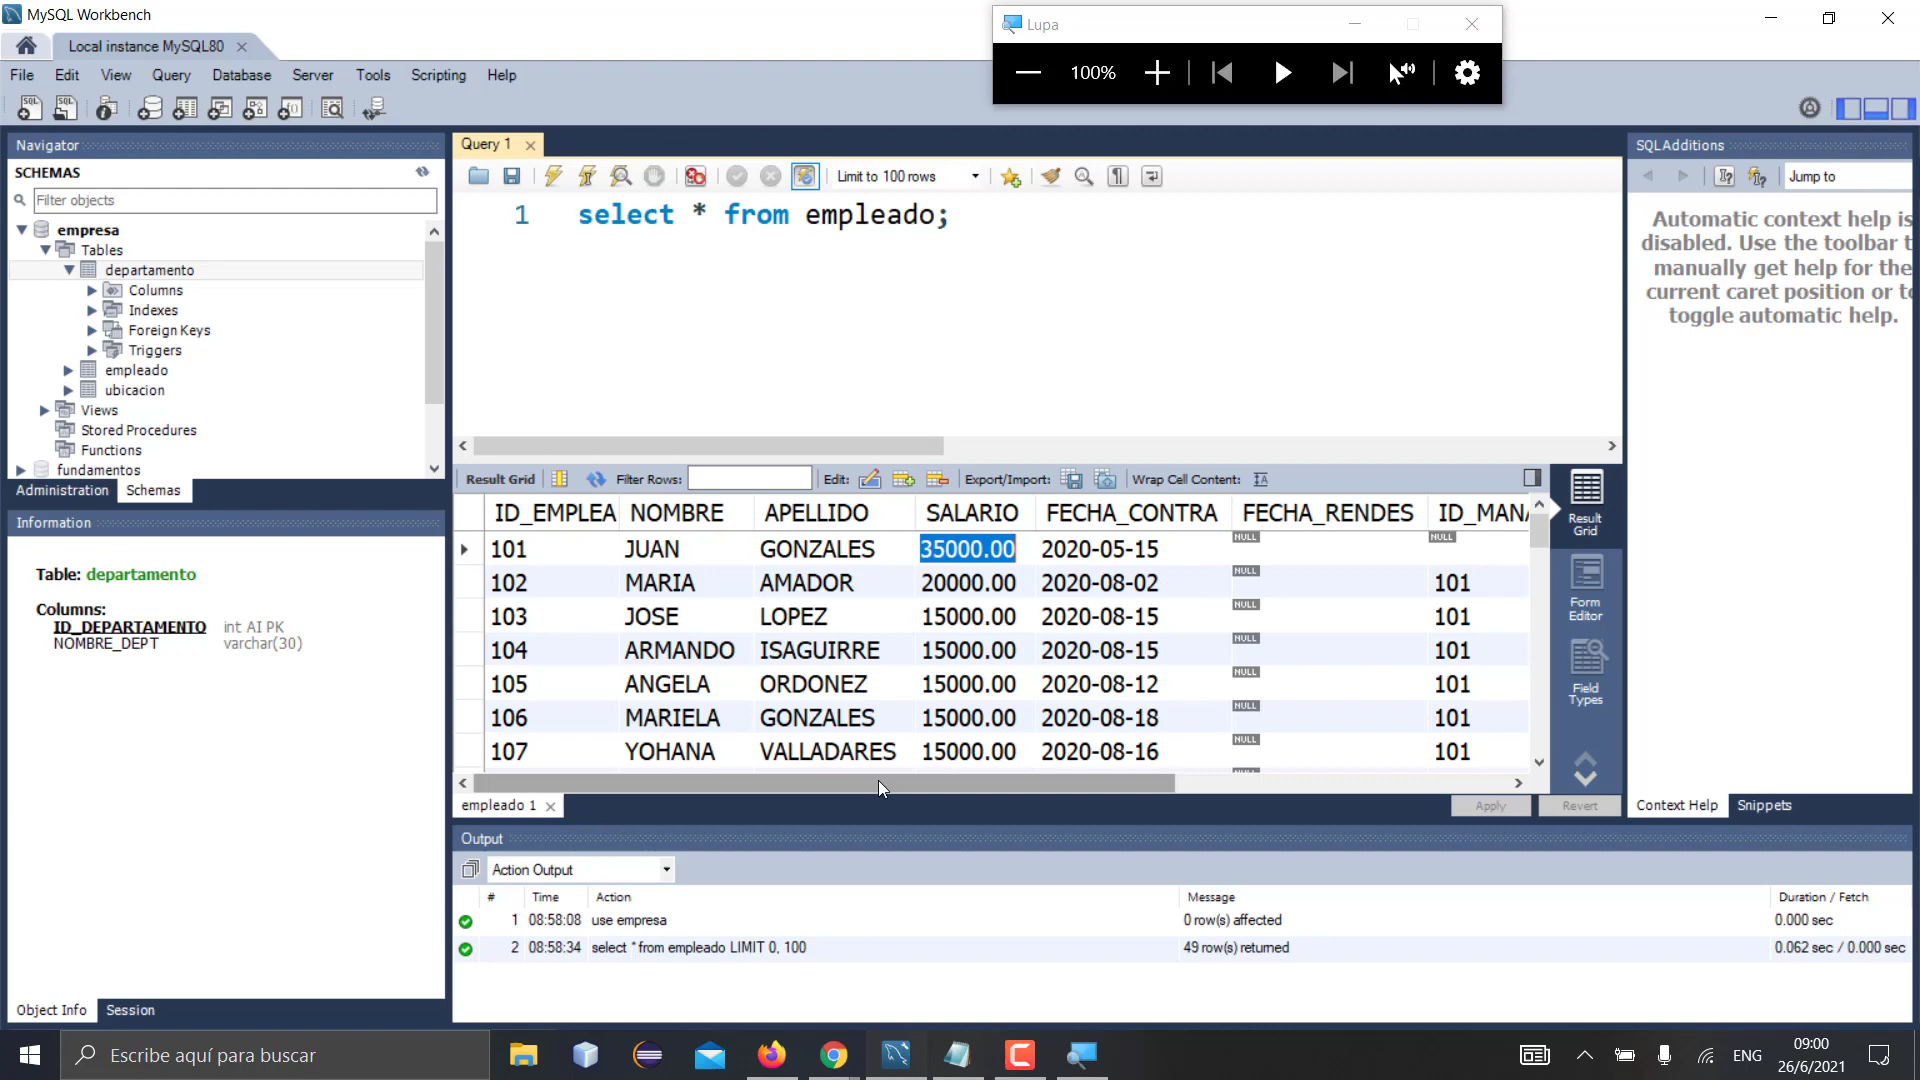 MySQL Workbench
Lupa
100%
Local instance MySQL80
File Edit View Query Database Server Tools Scripting Help
Navigator
SCHEMAS
Filter objects
empresa
Tables
departamento
Columns
Indexes
Foreign Keys
Triggers
empleado
ubicacion
Views
Stored Procedures
Functions
fundamentos
Administration Schemas
Information
Table: departamento
Columns:
ID_DEPARTAMENTO int AI PK
NOMBRE_DEPT varchar(30)
Object Info Session
Query 1
Limit to 100 rows
1 select * from empleado;
Result Grid Filter Rows: Edit: Export/Import: Wrap Cell Content:
ID_EMPLEA NOMBRE APELLIDO SALARIO FECHA_CONTRA FECHA_RENDES ID_MANA
101 JUAN GONZALES 35000.00 2020-05-15 NULL NULL
102 MARIA AMADOR 20000.00 2020-08-02 NULL 101
103 JOSE LOPEZ 15000.00 2020-08-15 NULL 101
104 ARMANDO ISAGUIRRE 15000.00 2020-08-15 NULL 101
105 ANGELA ORDONEZ 15000.00 2020-08-12 NULL 101
106 MARIELA GONZALES 15000.00 2020-08-18 NULL 101
107 YOHANA VALLADARES 15000.00 2020-08-16 NULL 101
Result
Grid
Form
Editor
Field
Types
empleado 1
Apply Revert
SQLAdditions
Jump to
Automatic context help is
disabled. Use the toolbar t
manually get help for the
current caret position or to
toggle automatic help.
Context Help Snippets
Output
Action Output
# Time Action Message Duration / Fetch
1 08:58:08 use empresa 0 row(s) affected 0.000 sec
2 08:58:34 select * from empleado LIMIT 0, 100 49 row(s) returned 0.062 sec / 0.000 sec
Escribe aquí para buscar
ENG
09:00
26/6/2021